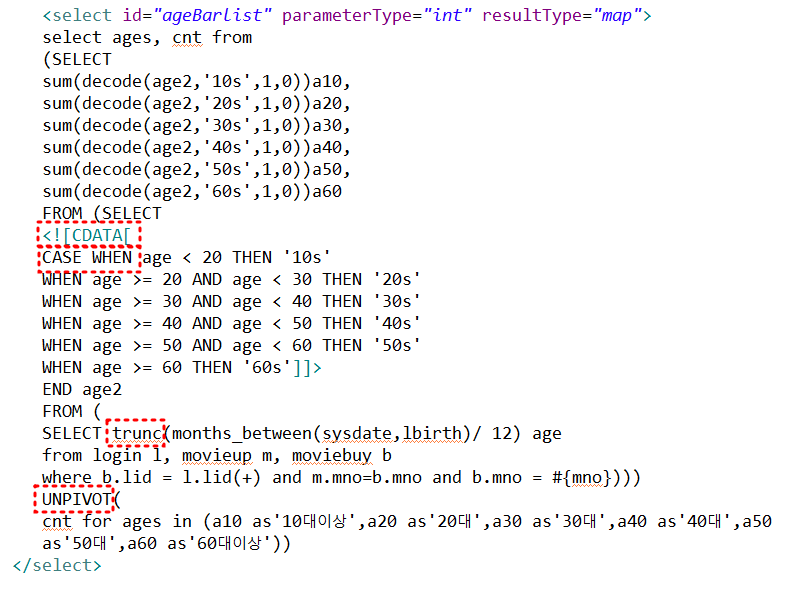 <select id="ageBarlist" parameterType="int" resultType="map">
select ages, cnt from
(SELECT
sum(decode(age2,'10s',1,0))a10,
sum(decode(age2,'20s',1,0))a20,
sum(decode(age2,'30s',1,0))a30,
sum(decode(age2,'40s',1,0))a40,
sum(decode(age2,'50s',1,0))a50,
sum(decode(age2,'60s',1,0))a60
FROM (SELECT
<![CDATA[
CASE WHEN age < 20 THEN '10s'
WHEN age >= 20 AND age < 30 THEN '20s'
WHEN age >= 30 AND age < 40 THEN '30s'
WHEN age >= 40 AND age < 50 THEN '40s'
WHEN age >= 50 AND age < 60 THEN '50s'
WHEN age >= 60 THEN '60s']]>
END age2
FROM (
SELECT trunc(months_between(sysdate,lbirth)/ 12) age
from login l, movieup m, moviebuy b
where b.lid = l.lid(+) and m.mno=b.mno and b.mno = #{mno})))
UNPIVOT(
cnt for ages in (a10 as'10대이상',a20 as'20대',a30 as'30대',a40 as'40대',a50
as'50대',a60 as'60대이상'))
</select>